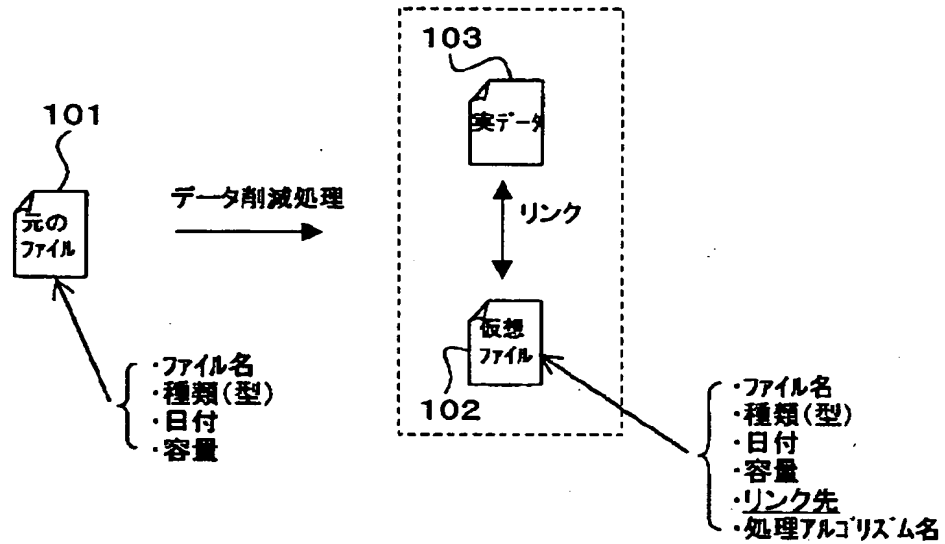 103
実データ
101
元の
ファイル
データ削減処理
リンク
仮想
ファイル
102
・ファイル名
・種類(型)
・日付
・容量
・ファイル名
・種類(型)
・日付
・容量
・リンク先
・処理アルゴリズム名